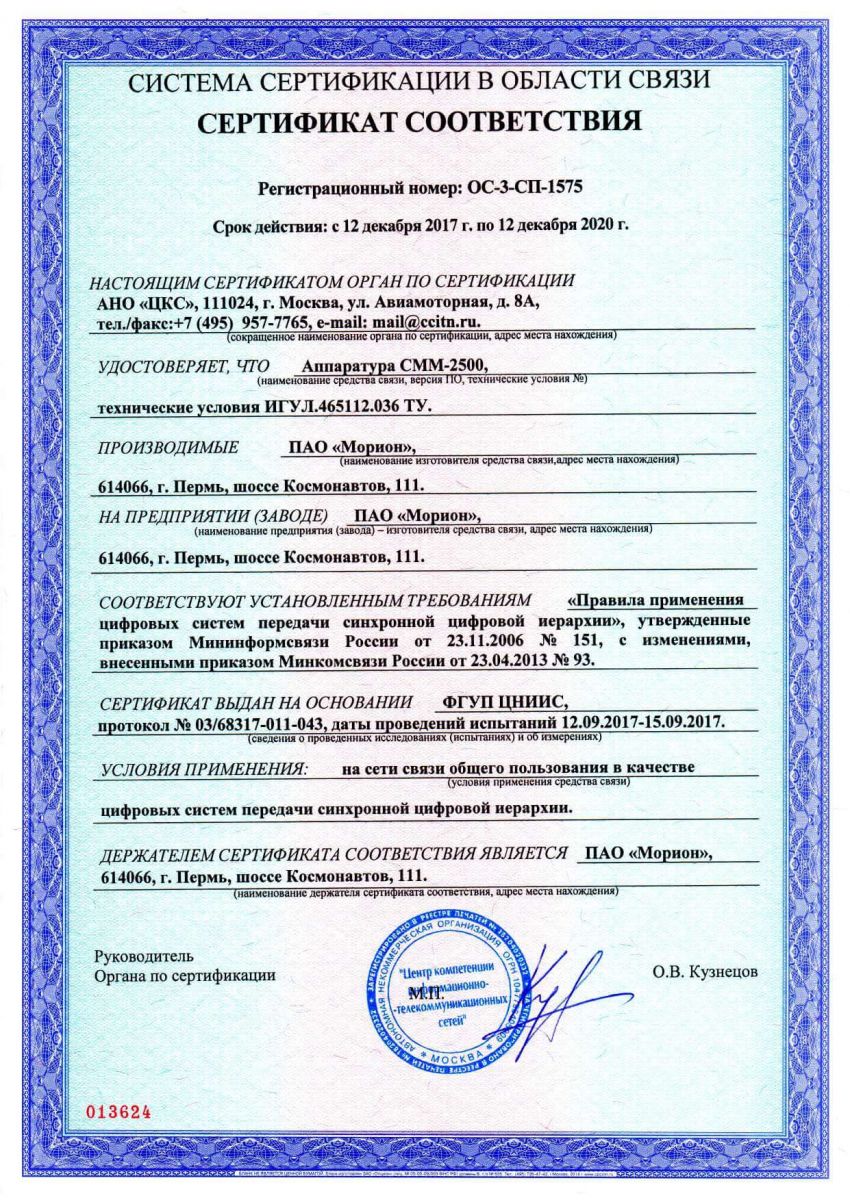 СИСТЕМА СЕРТИФИКАЦИИ В ОБЛАСТИ СВЯЗИ
СЕРТИФИКАТ СООТВЕТСТВИЯ
Регистрационный номер: ОС-3-СП-1575
Срок действия: с 12 декабря 2017 г. по 12 декабря 2020 г.
НАСТОЯЩИМ СЕРТИФИКАТОМ ОРГАН ПО СЕРТИФИКАЦИИ
АНО «ЦКС», 111024, г. Москва, ул. Авиамоторная, д. 8А,
тел./факс:+7 (495) 957-7765, e-mail: mail@ccitn.ru.
(сокращенное наименование органа по сертификации, адрес места нахождения)
УДОСТОВЕРЯЕТ, ЧТО Аппаратура СММ-2500,
(наименование средства связи, версия ПО, технические условия №)
технические условия ИГУЛ.465112.036 ТУ.
ПРОИЗВОДИМЫЕ ПАО «Морион»,
(наименование изготовителя средства связи,адрес места нахождения)
614066, г. Пермь, шоссе Космонавтов, 111.
НА ПРЕДПРИЯТИИ (ЗАВОДЕ) ПАО «Морион»,
(наименование предприятия (завода) – изготовителя средства связи, адрес места нахождения)
614066, г. Пермь, шоссе Космонавтов, 111.
СООТВЕТСТВУЮТ УСТАНОВЛЕННЫМ ТРЕБОВАНИЯМ «Правила применения
цифровых систем передачи синхронной цифровой иерархии», утвержденные
приказом Мининформсвязи России от 23.11.2006 № 151, с изменениями,
внесенными приказом Минкомсвязи России от 23.04.2013 № 93.
СЕРТИФИКАТ ВЫДАН НА ОСНОВАНИИ ФГУП ЦНИИС,
протокол № 03/68317-011-043, даты проведений испытаний 12.09.2017-15.09.2017.
(сведения о проведенных исследованиях (испытаниях) и об измерениях)
УСЛОВИЯ ПРИМЕНЕНИЯ: на сети связи общего пользования в качестве
(условия применения средства связи)
цифровых систем передачи синхронной цифровой иерархии.
ДЕРЖАТЕЛЕМ СЕРТИФИКАТА СООТВЕТСТВИЯ ЯВЛЯЕТСЯ ПАО «Морион»,
614066, г. Пермь, шоссе Космонавтов, 111.
(наименование держателя сертификата соответствия, адрес места нахождения)
Руководитель
Органа по сертификации
О.В. Кузнецов
ЗАРЕГИСТРИРОВАНО В РЕЕСТРЕ ПЕЧАТЕЙ
АВТОНОМНАЯ НЕКОММЕРЧЕСКАЯ ОРГАНИЗАЦИЯ
"Центр компетенции
информационно-
-телекоммуникационных
сетей"
М.П.
* МОСКВА *
013624